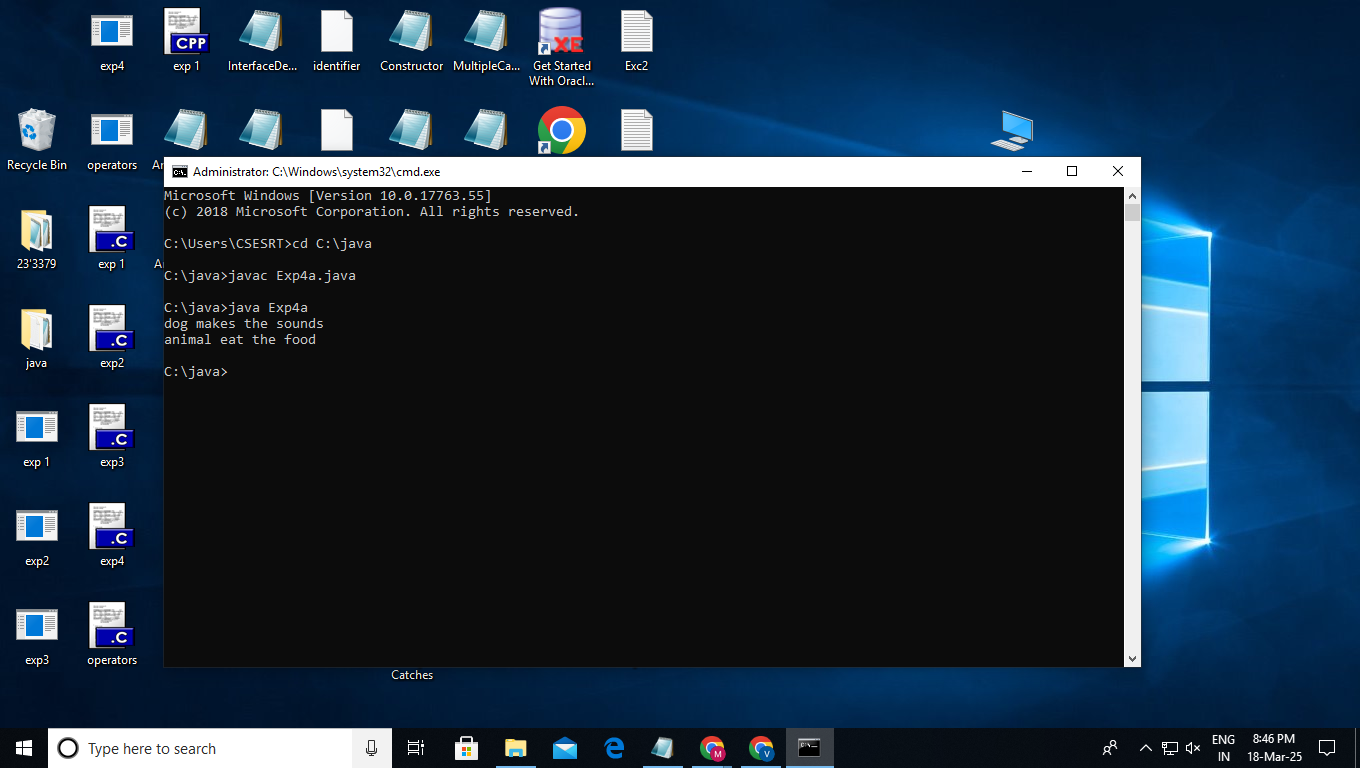 exp4
exp 1
InterfaceDe...
identifier
Constructor
MultipleCa...
Get Started
With Oracl...
Exc2
CPP
XE
Recycle Bin
operators
Administrator: C:\Windows\system32\cmd.exe
Microsoft Windows [Version 10.0.17763.55]
(c) 2018 Microsoft Corporation. All rights reserved.
C:\Users\CSESRT>cd C:\java
C:\java>javac Exp4a.java
C:\java>java Exp4a
dog makes the sounds
animal eat the food
C:\java>
23'3379
.C
exp 1
java
.C
exp2
exp 1
.C
exp3
exp2
.C
exp4
exp3
.C
operators
Catches
Type here to search
M
V
ENG
IN
8:46 PM
18-Mar-25